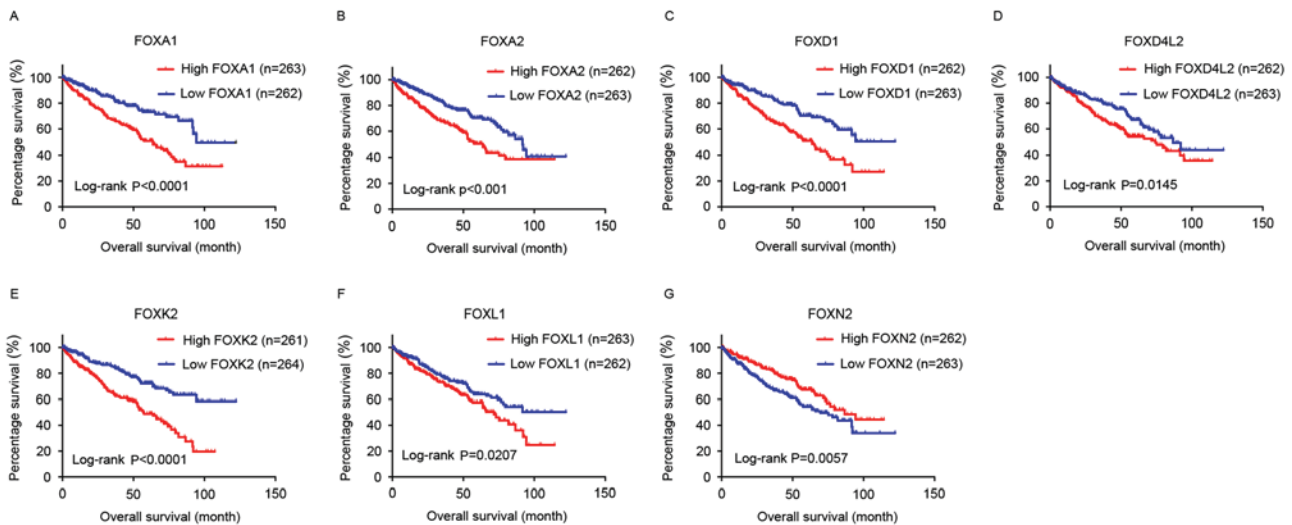 A
FOXA1
High FOXA1 (n=263)
Low FOXA1 (n=262)
Percentage survival (%)
100
80
60
40
20
0
Log-rank P<0.0001
0 50 100 150
Overall survival (month)
B
FOXA2
High FOXA2 (n=262)
Low FOXA2 (n=263)
Percentage survival (%)
100
80
60
40
20
0
Log-rank p<0.001
0 50 100 150
Overall survival (month)
C
FOXD1
High FOXD1 (n=262)
Low FOXD1 (n=263)
Percentage survival (%)
100
80
60
40
20
0
Log-rank P<0.0001
0 50 100 150
Overall survival (month)
D
FOXD4L2
High FOXD4L2 (n=262)
Low FOXD4L2 (n=263)
Percentage survival (%)
100
80
60
40
20
0
Log-rank P=0.0145
0 50 100 150
Overall survival (month)
E
FOXK2
High FOXK2 (n=261)
Low FOXK2 (n=264)
Percentage survival (%)
100
80
60
40
20
0
Log-rank P<0.0001
0 50 100 150
Overall survival (month)
F
FOXL1
High FOXL1 (n=263)
Low FOXL1 (n=262)
Percentage survival (%)
100
80
60
40
20
0
Log-rank P=0.0207
0 50 100 150
Overall survival (month)
G
FOXN2
High FOXN2 (n=262)
Low FOXN2 (n=263)
Percentage survival (%)
100
80
60
40
20
0
Log-rank P=0.0057
0 50 100 150
Overall survival (month)